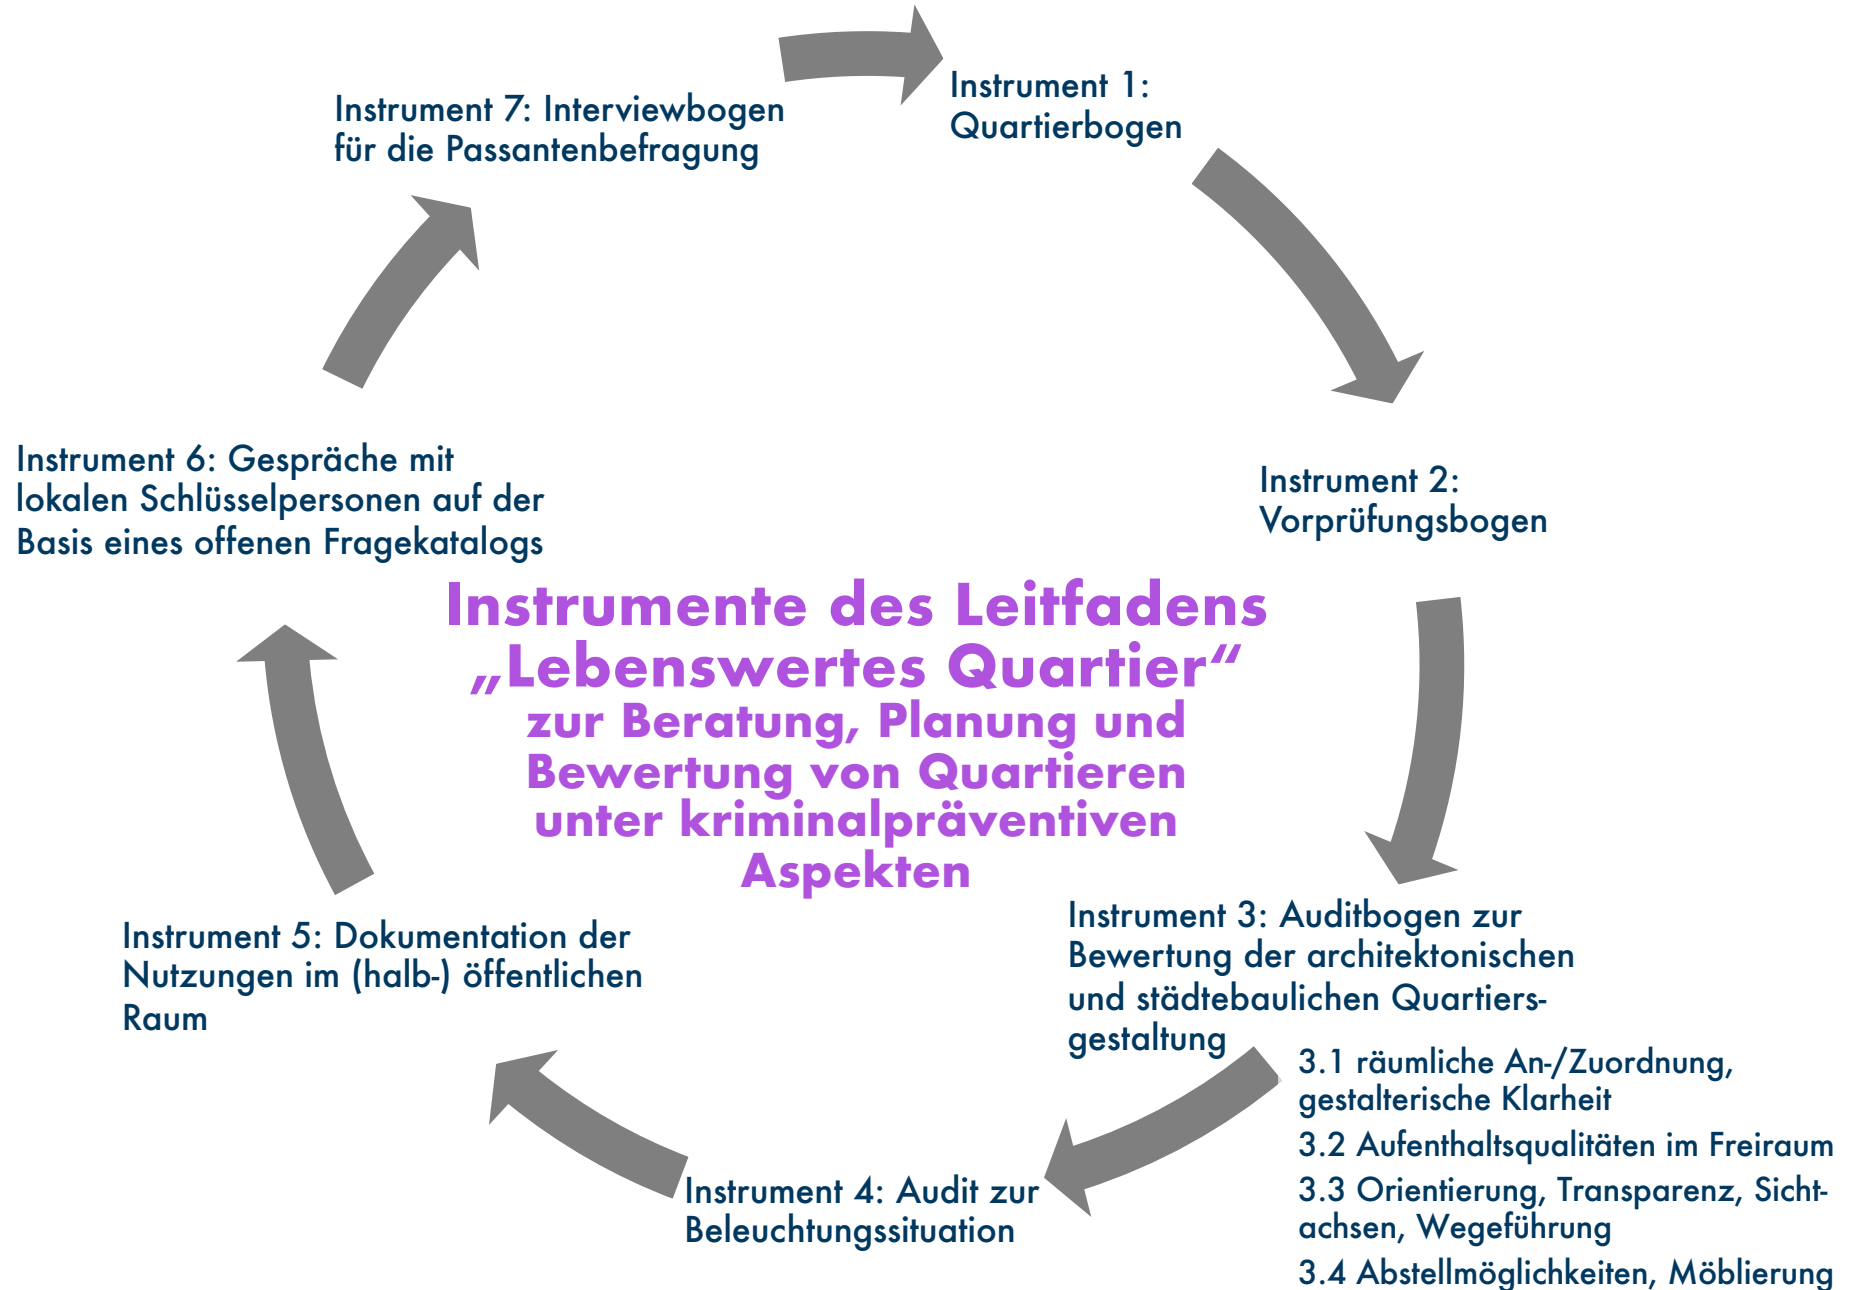 Instrument 1:
Quartierbogen
Instrument 2:
Vorprüfungsbogen
Instrument 3: Auditbogen zur
Bewertung der architektonischen
und städtebaulichen Quartiers-
gestaltung
3.1 räumliche An-/Zuordnung,
gestalterische Klarheit
3.2 Aufenthaltsqualitäten im Freiraum
3.3 Orientierung, Transparenz, Sicht-
achsen, Wegeführung
3.4 Abstellmöglichkeiten, Möblierung
Instrument 4: Audit zur
Beleuchtungssituation
Instrument 5: Dokumentation der
Nutzungen im (halb-) öffentlichen
Raum
Instrument 6: Gespräche mit
lokalen Schlüsselpersonen auf der
Basis eines offenen Fragekatalogs
Instrument 7: Interviewbogen
für die Passantenbefragung
Instrumente des Leitfadens
„Lebenswertes Quartier“
zur Beratung, Planung und
Bewertung von Quartieren
unter kriminalpräventiven
Aspekten